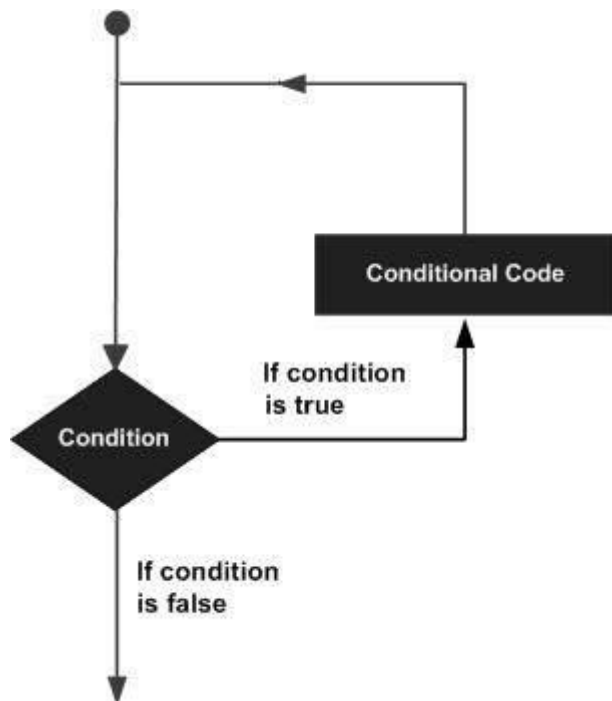 Conditional Code
If condition
is true
Condition
If condition
is false